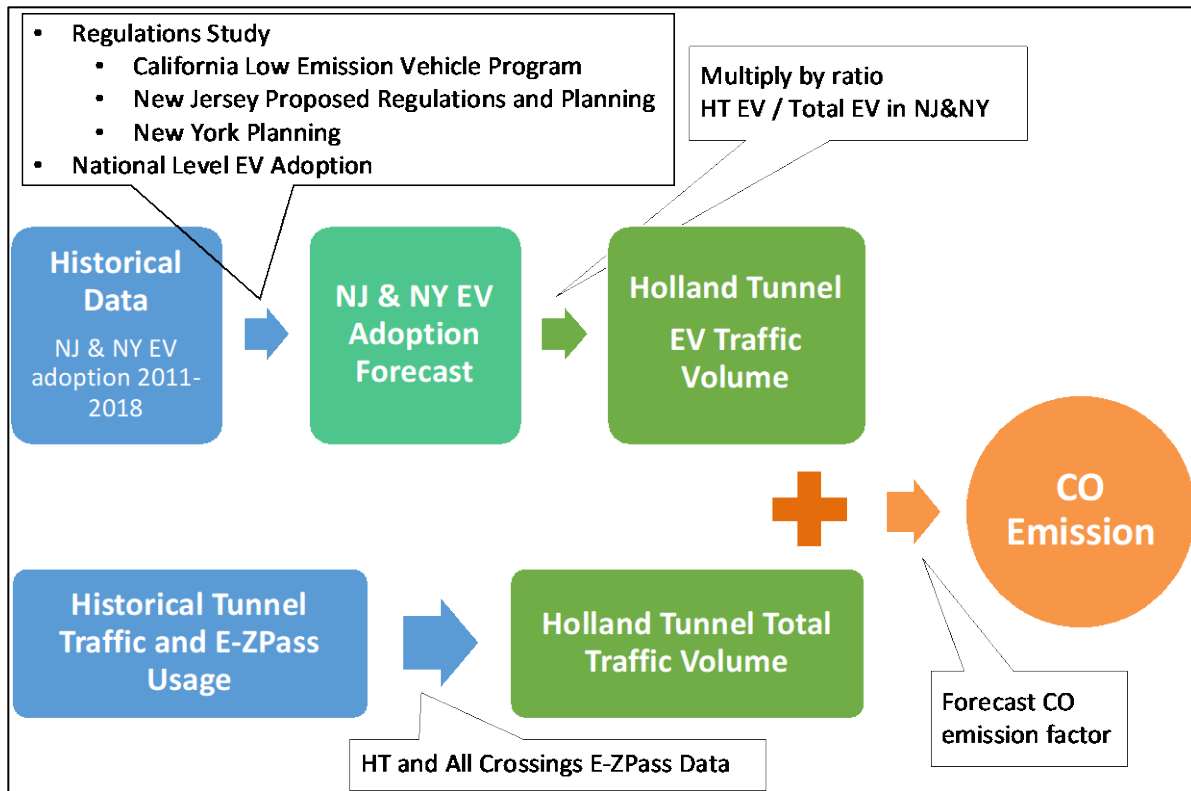 • Regulations Study
• California Low Emission Vehicle Program
• New Jersey Proposed Regulations and Planning
• New York Planning
• National Level EV Adoption
Multiply by ratio
HT EV / Total EV in NJ&NY
Historical
Data
NJ & NY EV
adoption 2011-
2018
NJ & NY EV
Adoption
Forecast
Holland Tunnel
EV Traffic
Volume
CO
Emission
Historical Tunnel
Traffic and E-ZPass
Usage
Holland Tunnel Total
Traffic Volume
Forecast CO
emission factor
HT and All Crossings E-ZPass Data